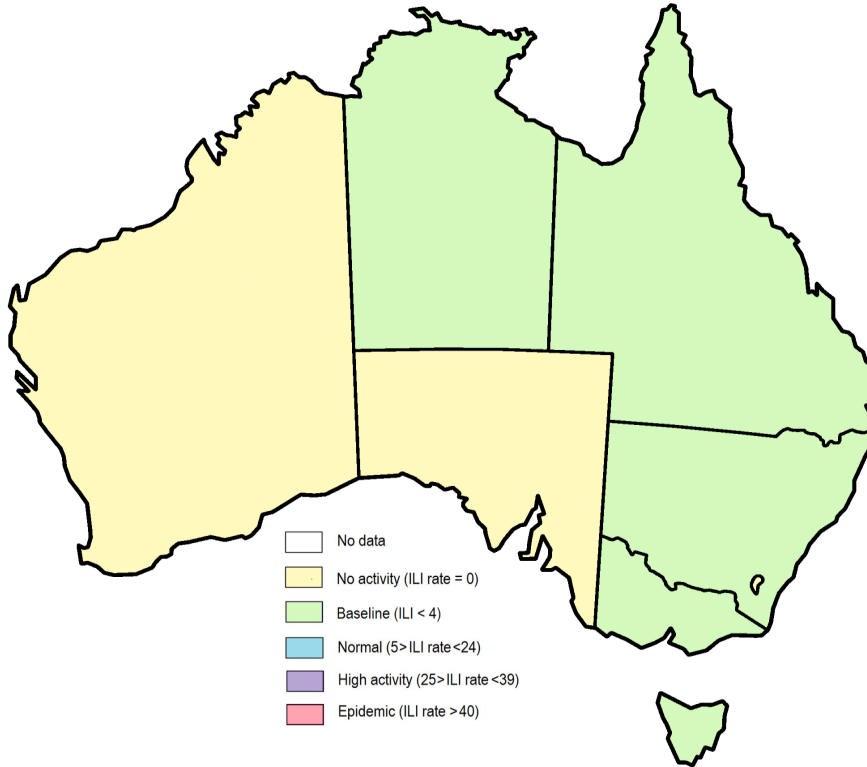 No data
No activity (ILI rate = 0)
Baseline (ILI < 4)
Normal (5> ILI rate <24)
High activity (25> ILI rate <39)
Epidemic (ILI rate >40)